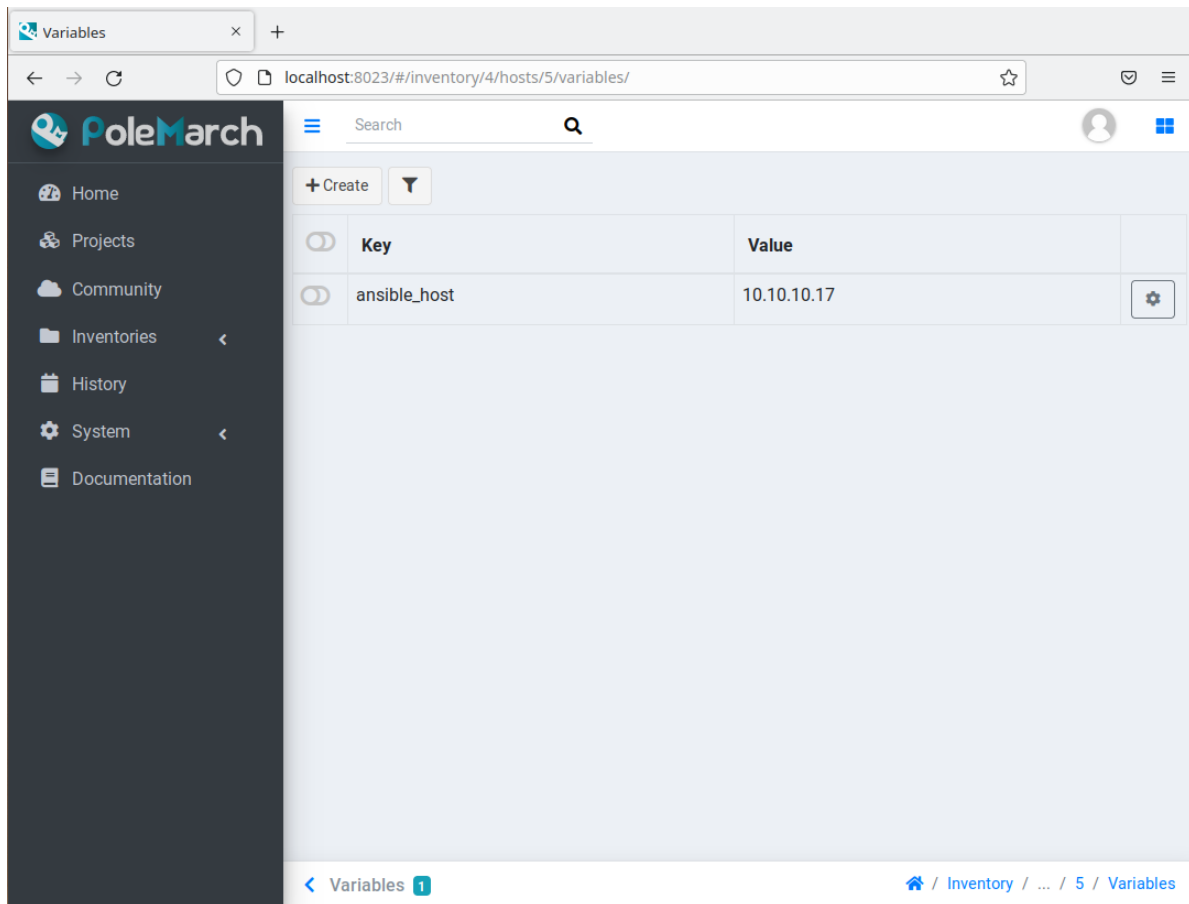 Variables
localhost:8023/#/inventory/4/hosts/5/variables/
PoleMarch
Search
Home
Projects
Community
Inventories
History
System
Documentation
Create
Key Value
ansible_host 10.10.10.17
Variables 1
/ Inventory / ... / 5 / Variables